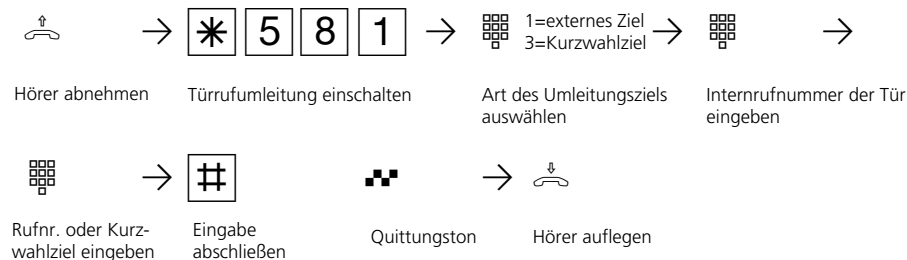 * 5 8 1 1=externes Ziel
3=Kurzwahlziel
Hörer abnehmen Türrufumleitung einschalten Art des Umleitungsziels Internrufnummer der Tür
auswählen eingeben
#
Rufnr. oder Kurz- Eingabe Quittungston Hörer auflegen
wahlziel eingeben abschließen